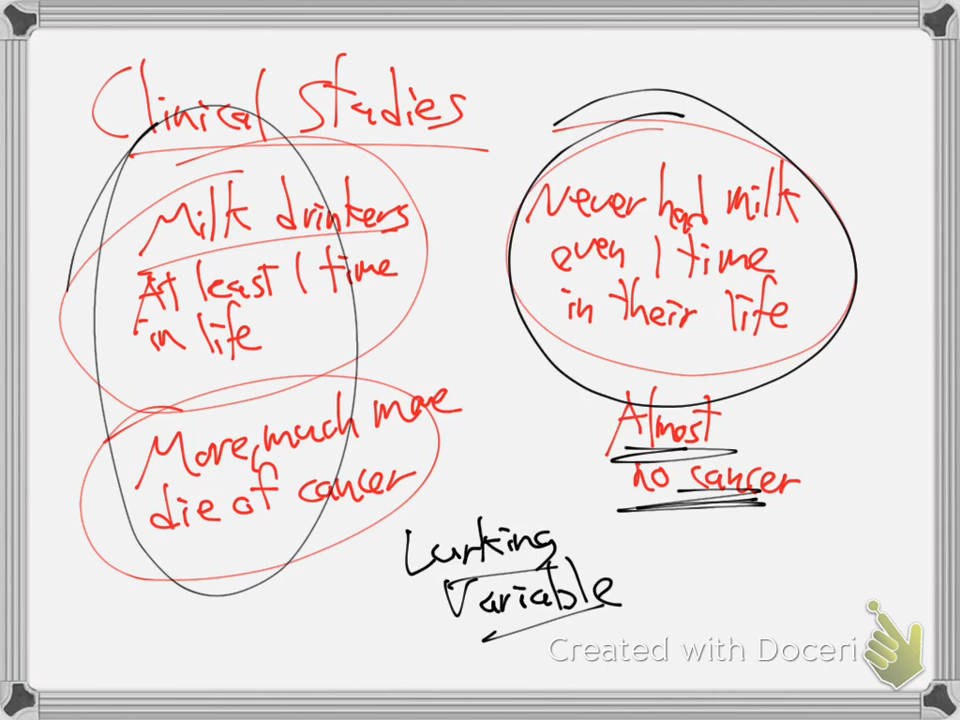 Clinical Studies
Milk drinkers
At least 1 time
in life
More, much more
die of cancer
Never had milk
even 1 time
in their life
Almost
no cancer
Lurking
Variable
Created with Doceri